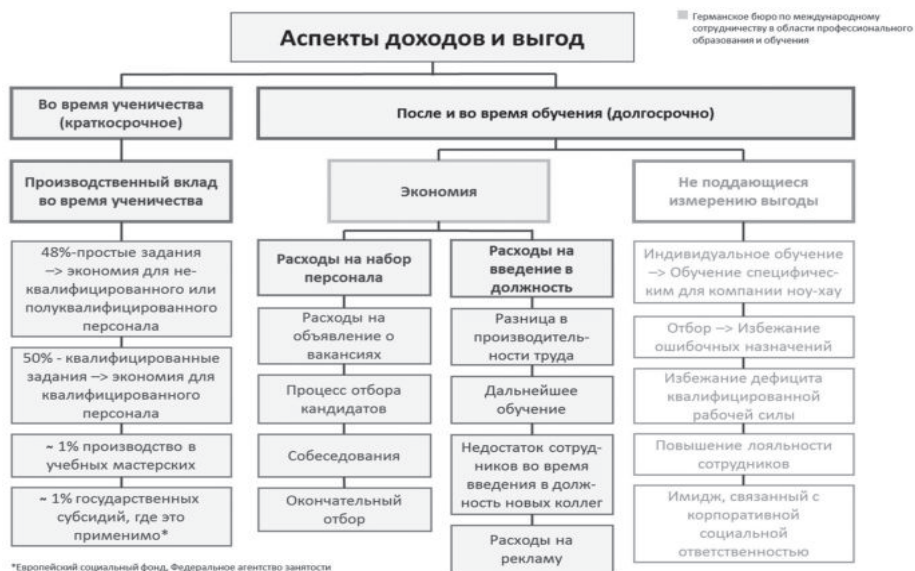 Германское бюро по международному
сотрудничеству в области профессионального
образования и обучения
Аспекты доходов и выгод
Во время ученичества
(краткосрочное)
После и во время обучения (долгосрочно)
Производственный вклад
во время ученичества
Экономия
Не поддающиеся
измерению выгоды
48%-простые задания
–> экономия для не-
квалифицированного или
полуквалифицированного
персонала
50% - квалифицированные
задания –> экономия для
квалифицированного
персонала
~ 1% производство в
учебных мастерских
~ 1% государственных
субсидий, где это
применимо*
Расходы на набор
персонала
Расходы на
объявление о
вакансиях
Процесс отбора
кандидатов
Собеседования
Окончательный
отбор
Расходы на
введение в
должность
Разница в
производитель-
ности труда
Дальнейшее
обучение
Недостаток сотруд-
ников во время
введения в долж-
ность новых коллег
Расходы на
рекламу
Индивидуальное обучение
–> Обучение специфичес-
ким для компании ноу-хау
Отбор –> Избежание
ошибочных назначений
Избежание дефицита
квалифицированной
рабочей силы
Повышение лояльности
сотрудников
Имидж, связанный с
корпоративной
социальной
ответственностью
*Европейский социальный фонд, Федеральное агентство занятости